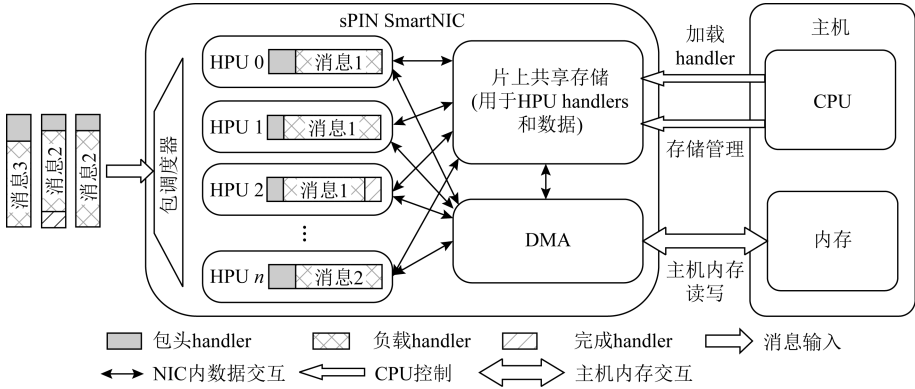 sPIN SmartNIC
主机
HPU 0
消息1
HPU 1
消息1
HPU 2
消息1
⋮
HPU n
消息2
消息3
消息2
消息2
包调度器
片上共享存储
(用于HPU handlers
和数据)
DMA
加载
handler
存储管理
主机内存
读写
CPU
内存
包头handler
负载handler
完成handler
消息输入
NIC内数据交互
CPU控制
主机内存交互